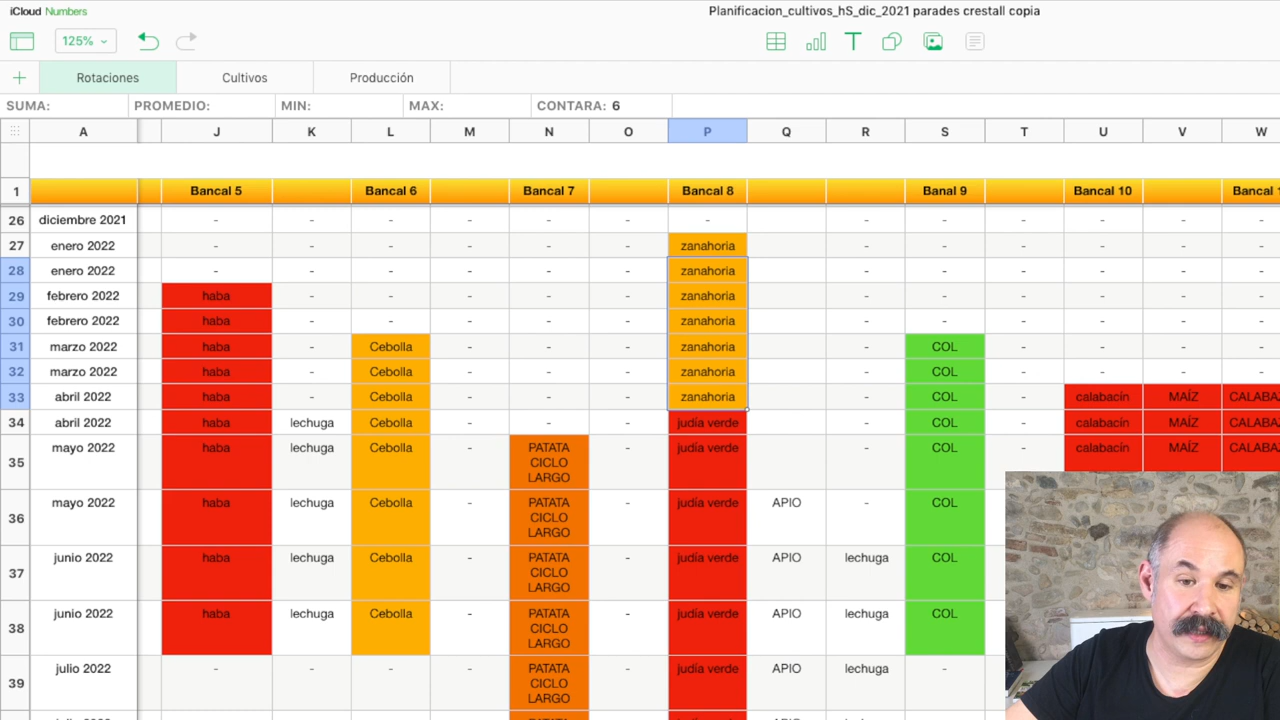 iCloud Numbers
Planificacion_cultivos_hS_dic_2021 parades crestall copia
125%
Rotaciones Cultivos Producción
SUMA: PROMEDIO: MIN: MAX: CONTARA: 6
A J K L M N O P Q R S T U V W
1 Bancal 5 Bancal 6 Bancal 7 Bancal 8 Banal 9 Bancal 10 Bancal 1
26 diciembre 2021 - - - - - - - - - - - - -
27 enero 2022 - - - - - - zanahoria - - - - - -
28 enero 2022 - - - - - - zanahoria - - - - - -
29 febrero 2022 haba - - - - - zanahoria - - - - - -
30 febrero 2022 haba - - - - - zanahoria - - - - - -
31 marzo 2022 haba - Cebolla - - - zanahoria - COL - - - -
32 marzo 2022 haba - Cebolla - - - zanahoria - COL - - - -
33 abril 2022 haba - Cebolla - - - zanahoria - COL - calabacín MAÍZ CALABAZ
34 abril 2022 haba lechuga Cebolla - - - judía verde - COL - calabacín MAÍZ CALABAZ
35 mayo 2022 haba lechuga Cebolla - PATATA CICLO LARGO - judía verde - COL - calabacín MAÍZ CALABAZ
36 mayo 2022 haba lechuga Cebolla - PATATA CICLO LARGO - judía verde APIO - COL
37 junio 2022 haba lechuga Cebolla - PATATA CICLO LARGO - judía verde APIO lechuga COL
38 junio 2022 haba lechuga Cebolla - PATATA CICLO LARGO - judía verde APIO lechuga COL
39 julio 2022 - - - - PATATA CICLO LARGO - judía verde APIO lechuga -